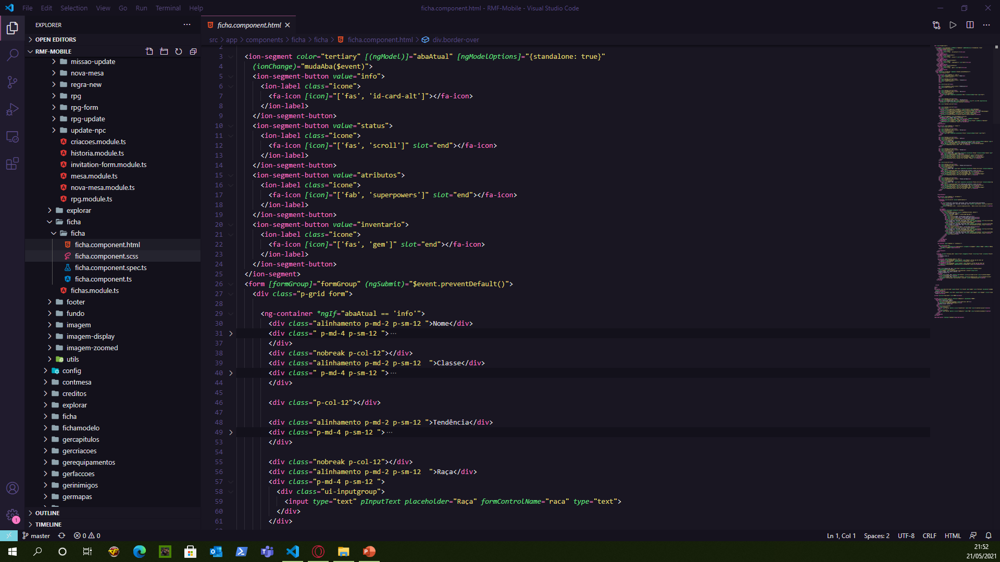 File Edit Selection View Go Run Terminal Help
ficha.component.html - RMF-Mobile - Visual Studio Code
EXPLORER
OPEN EDITORS
RMF-MOBILE
missao-update
nova-mesa
regra-new
rpg
rpg-form
rpg-update
update-npc
criacoes.module.ts
historia.module.ts
invitation-form.module.ts
mesa.module.ts
nova-mesa.module.ts
rpg.module.ts
explorar
ficha
ficha
ficha.component.html
ficha.component.scss
ficha.component.spec.ts
ficha.component.ts
fichas.module.ts
footer
fundo
imagem
imagem-display
imagem-zoomed
utils
config
contmesa
creditos
explorar
ficha
fichamodelo
gercapitulos
gercriacoes
gerequipamentos
gerfaccoes
gerinimigos
germapas
OUTLINE
TIMELINE
ficha.component.html
src > app > components > ficha > ficha > ficha.component.html > div.border-over
2
3 <ion-segment color="tertiary" [(ngModel)]="abaAtual" [ngModelOptions]="{standalone: true}"
4 (ionChange)="mudaAba($event)">
5 <ion-segment-button value="info">
6 <ion-label class="icone">
7 <fa-icon [icon]="['fas', 'id-card-alt']"></fa-icon>
8 </ion-label>
9 </ion-segment-button>
10 <ion-segment-button value="status">
11 <ion-label class="icone">
12 <fa-icon [icon]="['fas', 'scroll']" slot="end"></fa-icon>
13 </ion-label>
14 </ion-segment-button>
15 <ion-segment-button value="atributos">
16 <ion-label class="icone">
17 <fa-icon [icon]="['fab', 'superpowers']" slot="end"></fa-icon>
18 </ion-label>
19 </ion-segment-button>
20 <ion-segment-button value="inventario">
21 <ion-label class="icone">
22 <fa-icon [icon]="['fas', 'gem']" slot="end"></fa-icon>
23 </ion-label>
24 </ion-segment-button>
25 </ion-segment>
26 <form [formGroup]="formGroup" (ngSubmit)="$event.preventDefault()">
27 <div class="p-grid form">
28
29 <ng-container *ngIf="abaAtual == 'info'">
30 <div class="alinhamento p-md-2 p-sm-12 ">Nome</div>
31 <div class=" p-md-4 p-sm-12 ">···
37 </div>
38 <div class="nobreak p-col-12"></div>
39 <div class="alinhamento p-md-2 p-sm-12  ">Classe</div>
40 <div class=" p-md-4 p-sm-12 ">···
44 </div>
45
46 <div class="p-col-12"></div>
47
48 <div class="alinhamento p-md-2 p-sm-12 ">Tendência</div>
49 <div class="p-md-4 p-sm-12 ">···
53 </div>
54
55 <div class="nobreak p-col-12"></div>
56 <div class="alinhamento p-md-2 p-sm-12  ">Raça</div>
57 <div class="p-md-4 p-sm-12 ">
58 <div class="ui-inputgroup">
59 <input type="text" pInputText placeholder="Raça" formControlName="raca" type="text">
60 </div>
61 </div>
1
master
0 0
Ln 1, Col 1 Spaces: 2 UTF-8 CRLF HTML
21:52
21/05/2021